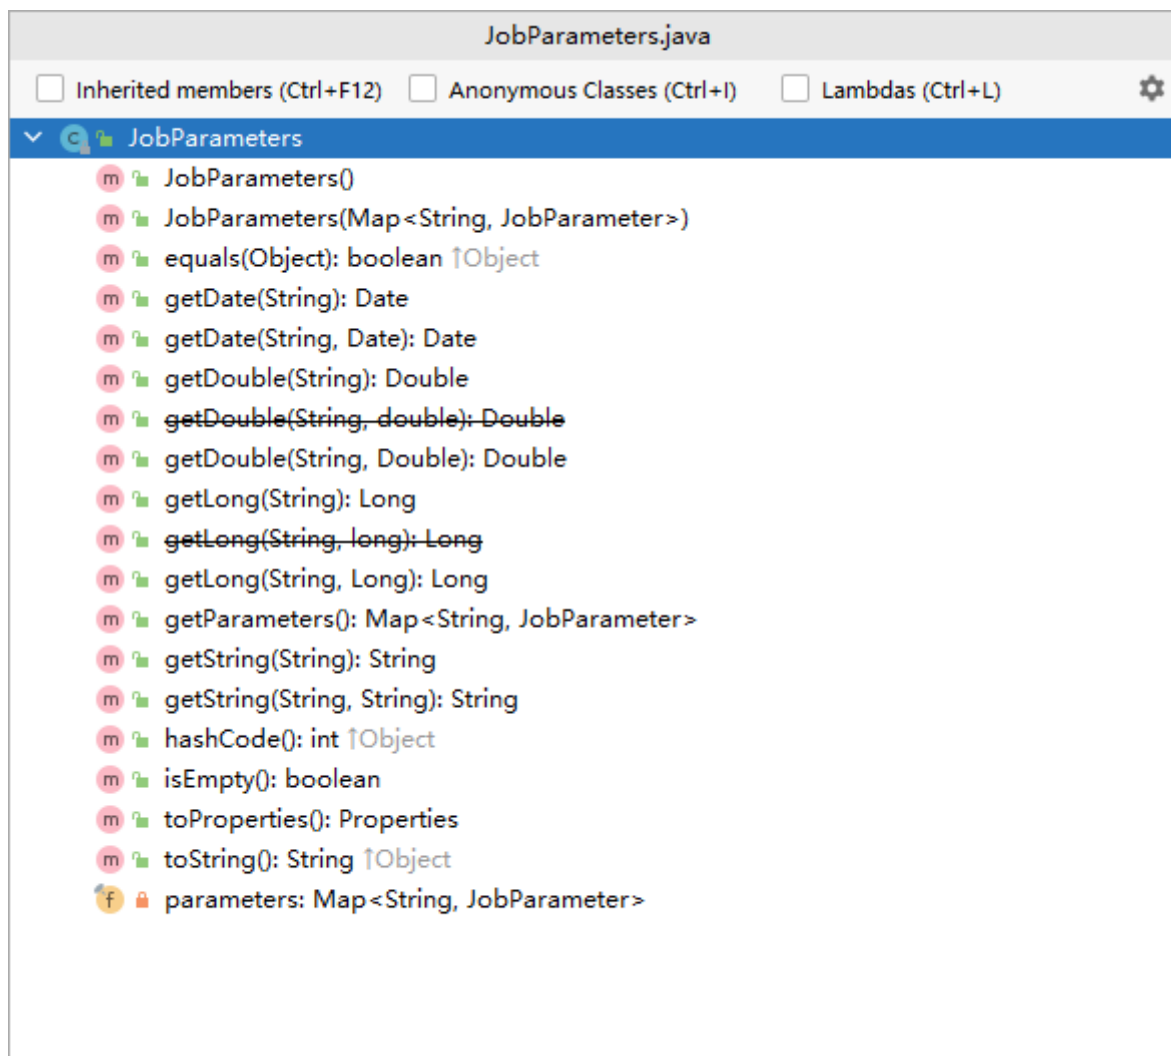 JobParameters.java
Inherited members (Ctrl+F12) Anonymous Classes (Ctrl+I) Lambdas (Ctrl+L)
JobParameters
JobParameters()
JobParameters(Map<String, JobParameter>)
equals(Object): boolean ↑Object
getDate(String): Date
getDate(String, Date): Date
getDouble(String): Double
getDouble(String, double): Double
getDouble(String, Double): Double
getLong(String): Long
getLong(String, long): Long
getLong(String, Long): Long
getParameters(): Map<String, JobParameter>
getString(String): String
getString(String, String): String
hashCode(): int ↑Object
isEmpty(): boolean
toProperties(): Properties
toString(): String ↑Object
parameters: Map<String, JobParameter>